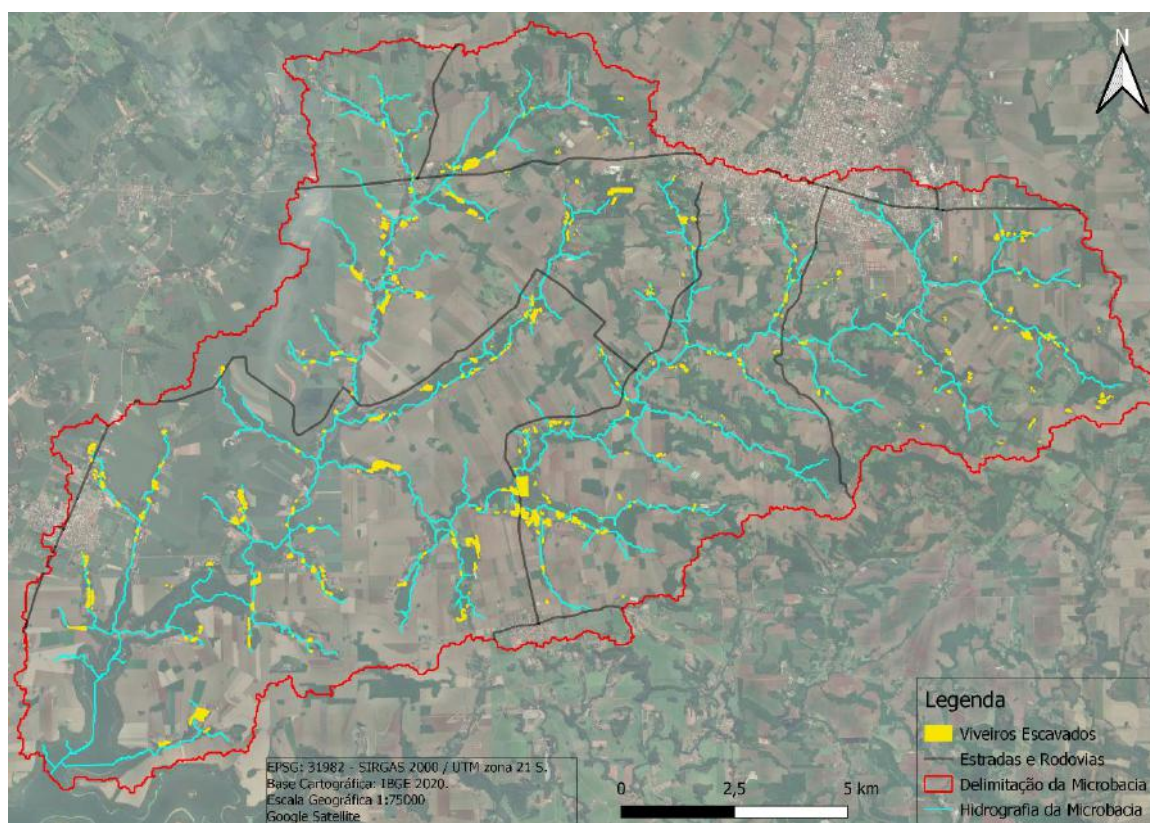 N
Legenda
Viveiros Escavados
Estradas e Rodovias
Delimitação da Microbacia
Hidrografia da Microbacia
EPSG: 31982 - SIRGAS 2000 / UTM zona 21 S.
Base Cartográfica: IBGE 2020.
Escala Geográfica 1:75000
Google Satellite
0 2,5 5 km